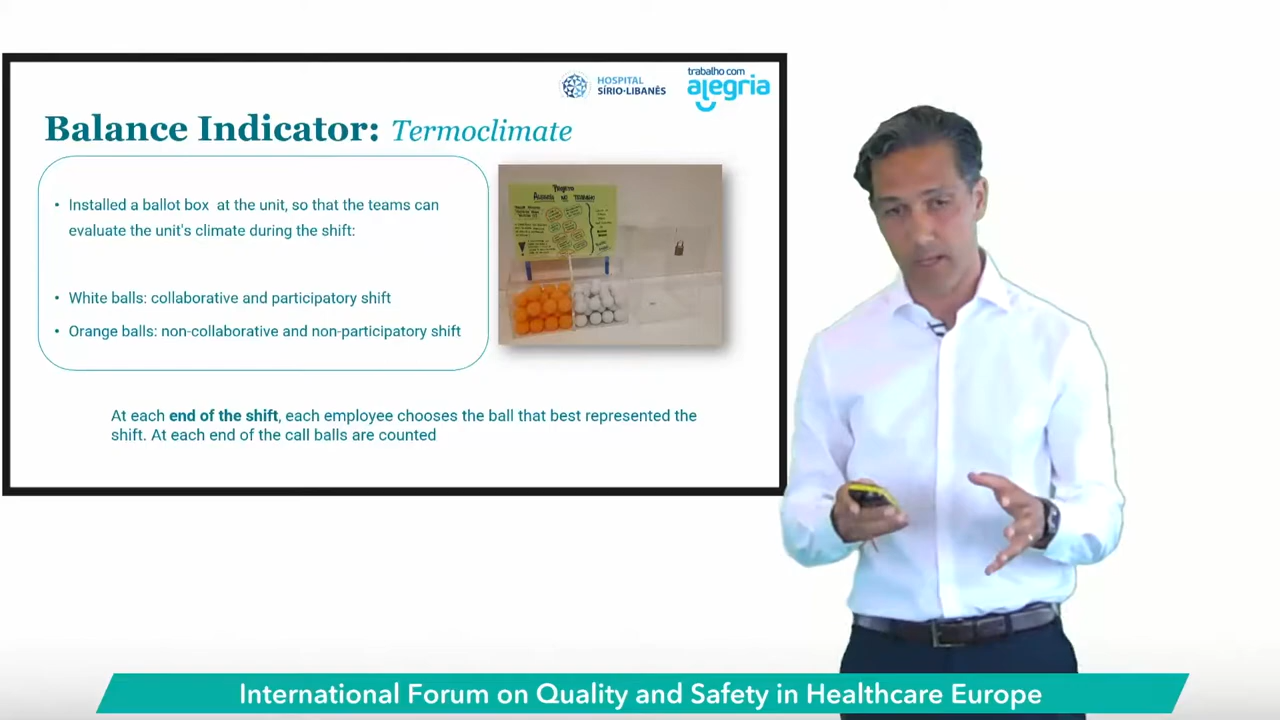 HOSPITAL
SÍRIO-LIBANÊS
trabalho com
alegria
Balance Indicator: Termoclimate
• Installed a ballot box at the unit, so that the teams can
evaluate the unit's climate during the shift:
• White balls: collaborative and participatory shift
• Orange balls: non-collaborative and non-participatory shift
At each end of the shift, each employee chooses the ball that best represented the
shift. At each end of the call balls are counted
International Forum on Quality and Safety in Healthcare Europe